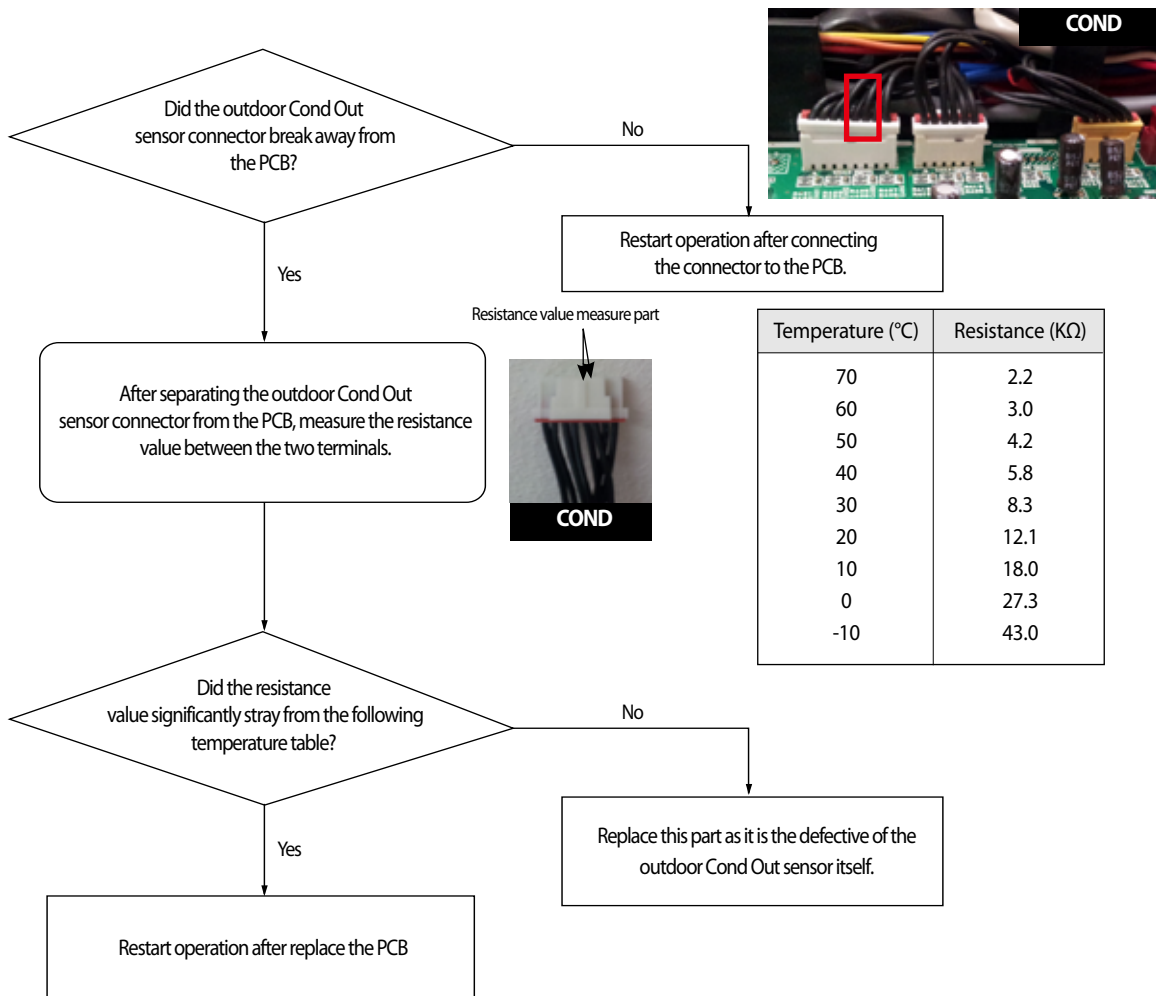 COND
Did the outdoor Cond Out
sensor connector break away from
the PCB?
No
Restart operation after connecting
the connector to the PCB.
Yes
Resistance value measure part
COND
After separating the outdoor Cond Out
sensor connector from the PCB, measure the resistance
value between the two terminals.
Temperature (°C) Resistance (KΩ)
70 2.2
60 3.0
50 4.2
40 5.8
30 8.3
20 12.1
10 18.0
0 27.3
-10 43.0
Did the resistance
value significantly stray from the following
temperature table?
No
Replace this part as it is the defective of the
outdoor Cond Out sensor itself.
Yes
Restart operation after replace the PCB